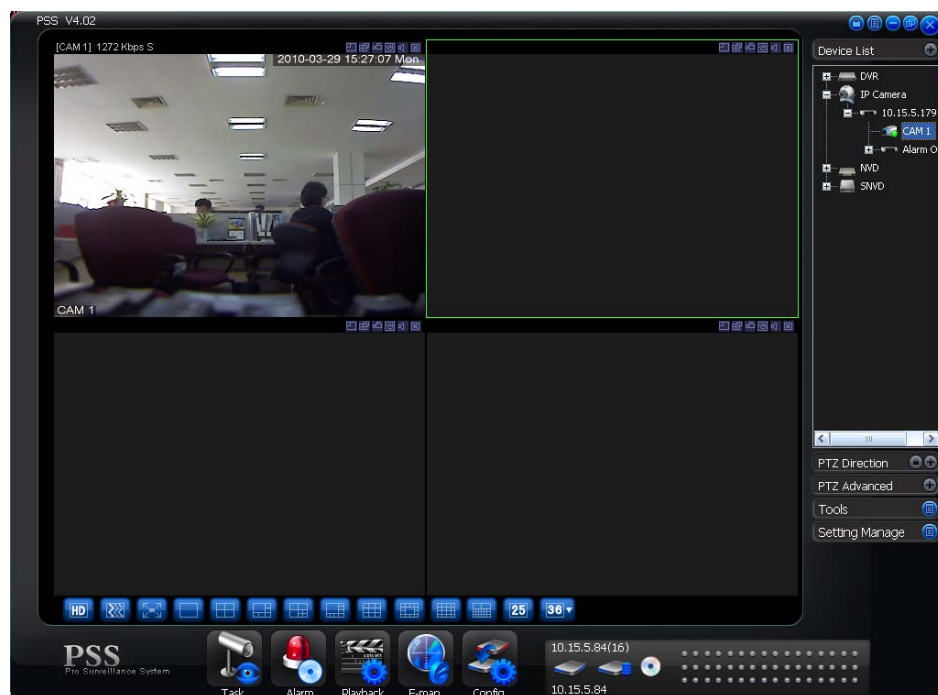 PSS V4.02
[CAM 1] 1272 Kbps S
2010-03-29 15:27:07 Mon
CAM 1
Device List
DVR
IP Camera
10.15.5.179
CAM 1
Alarm O
NVD
SNVD
PTZ Direction
PTZ Advanced
Tools
Setting Manage
HD
25
36
PSS
Pro Surveillance System
Task
Alarm
Playback
E-map
Config
10.15.5.84(16)
10.15.5.84